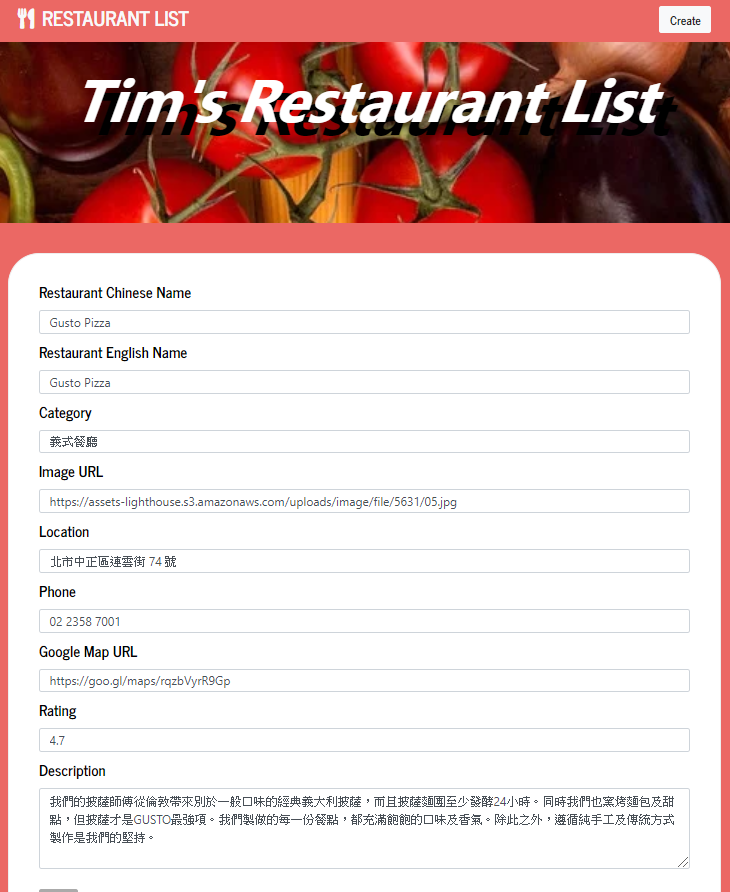 RESTAURANT LIST
Create
Tim's Restaurant List
Restaurant Chinese Name
Gusto Pizza
Restaurant English Name
Gusto Pizza
Category
義式餐廳
Image URL
https://assets-lighthouse.s3.amazonaws.com/uploads/image/file/5631/05.jpg
Location
北市中正區連雲街 74 號
Phone
02 2358 7001
Google Map URL
https://goo.gl/maps/rqzbVyrR9Gp
Rating
4.7
Description
我們的披薩師傅從倫敦帶來別於一般口味的經典義大利披薩，而且披薩麵團至少發酵24小時。同時我們也窯烤麵包及甜
點，但披薩才是GUSTO最強項。我們製做的每一份餐點，都充滿飽飽的口味及香氣。除此之外，遵循純手工及傳統方式
製作是我們的堅持。